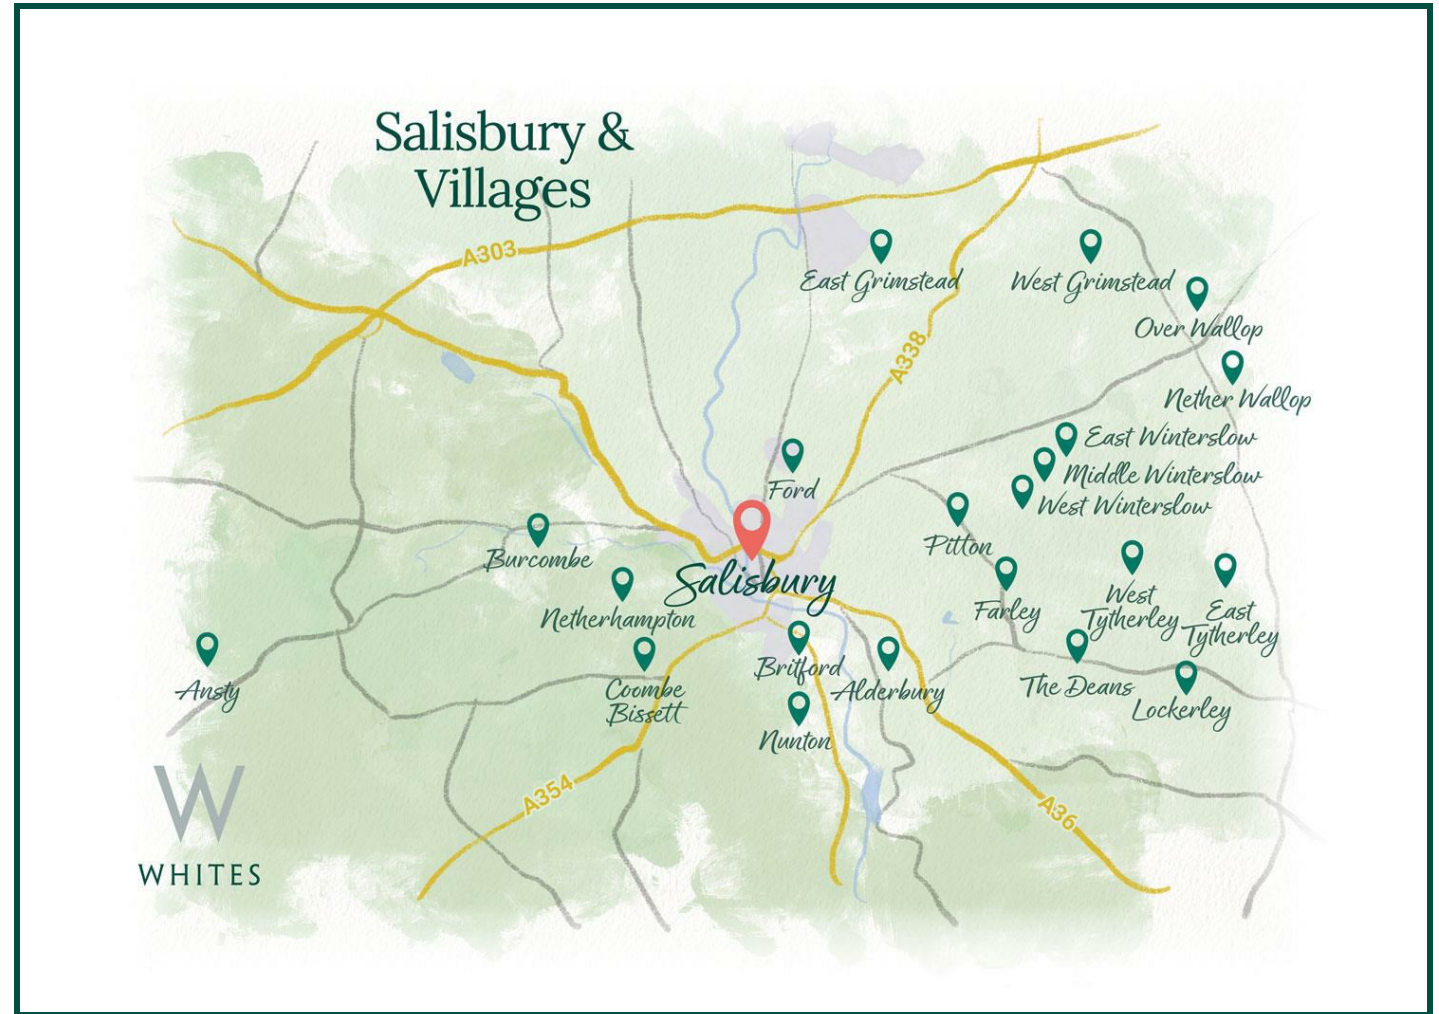 Salisbury &
Villages
A303
East Grimstead
West Grimstead
Over Wallop
A338
Nether Wallop
East Winterslow
Middle Winterslow
West Winterslow
Ford
Pitton
Burcombe
Salisbury
Netherhampton
Farley
West
Tytherley
East
Tytherley
Ansty
Coombe
Bissett
Britford
Alderbury
The Deans
Lockerley
Nunton
A354
A36
W
WHITES